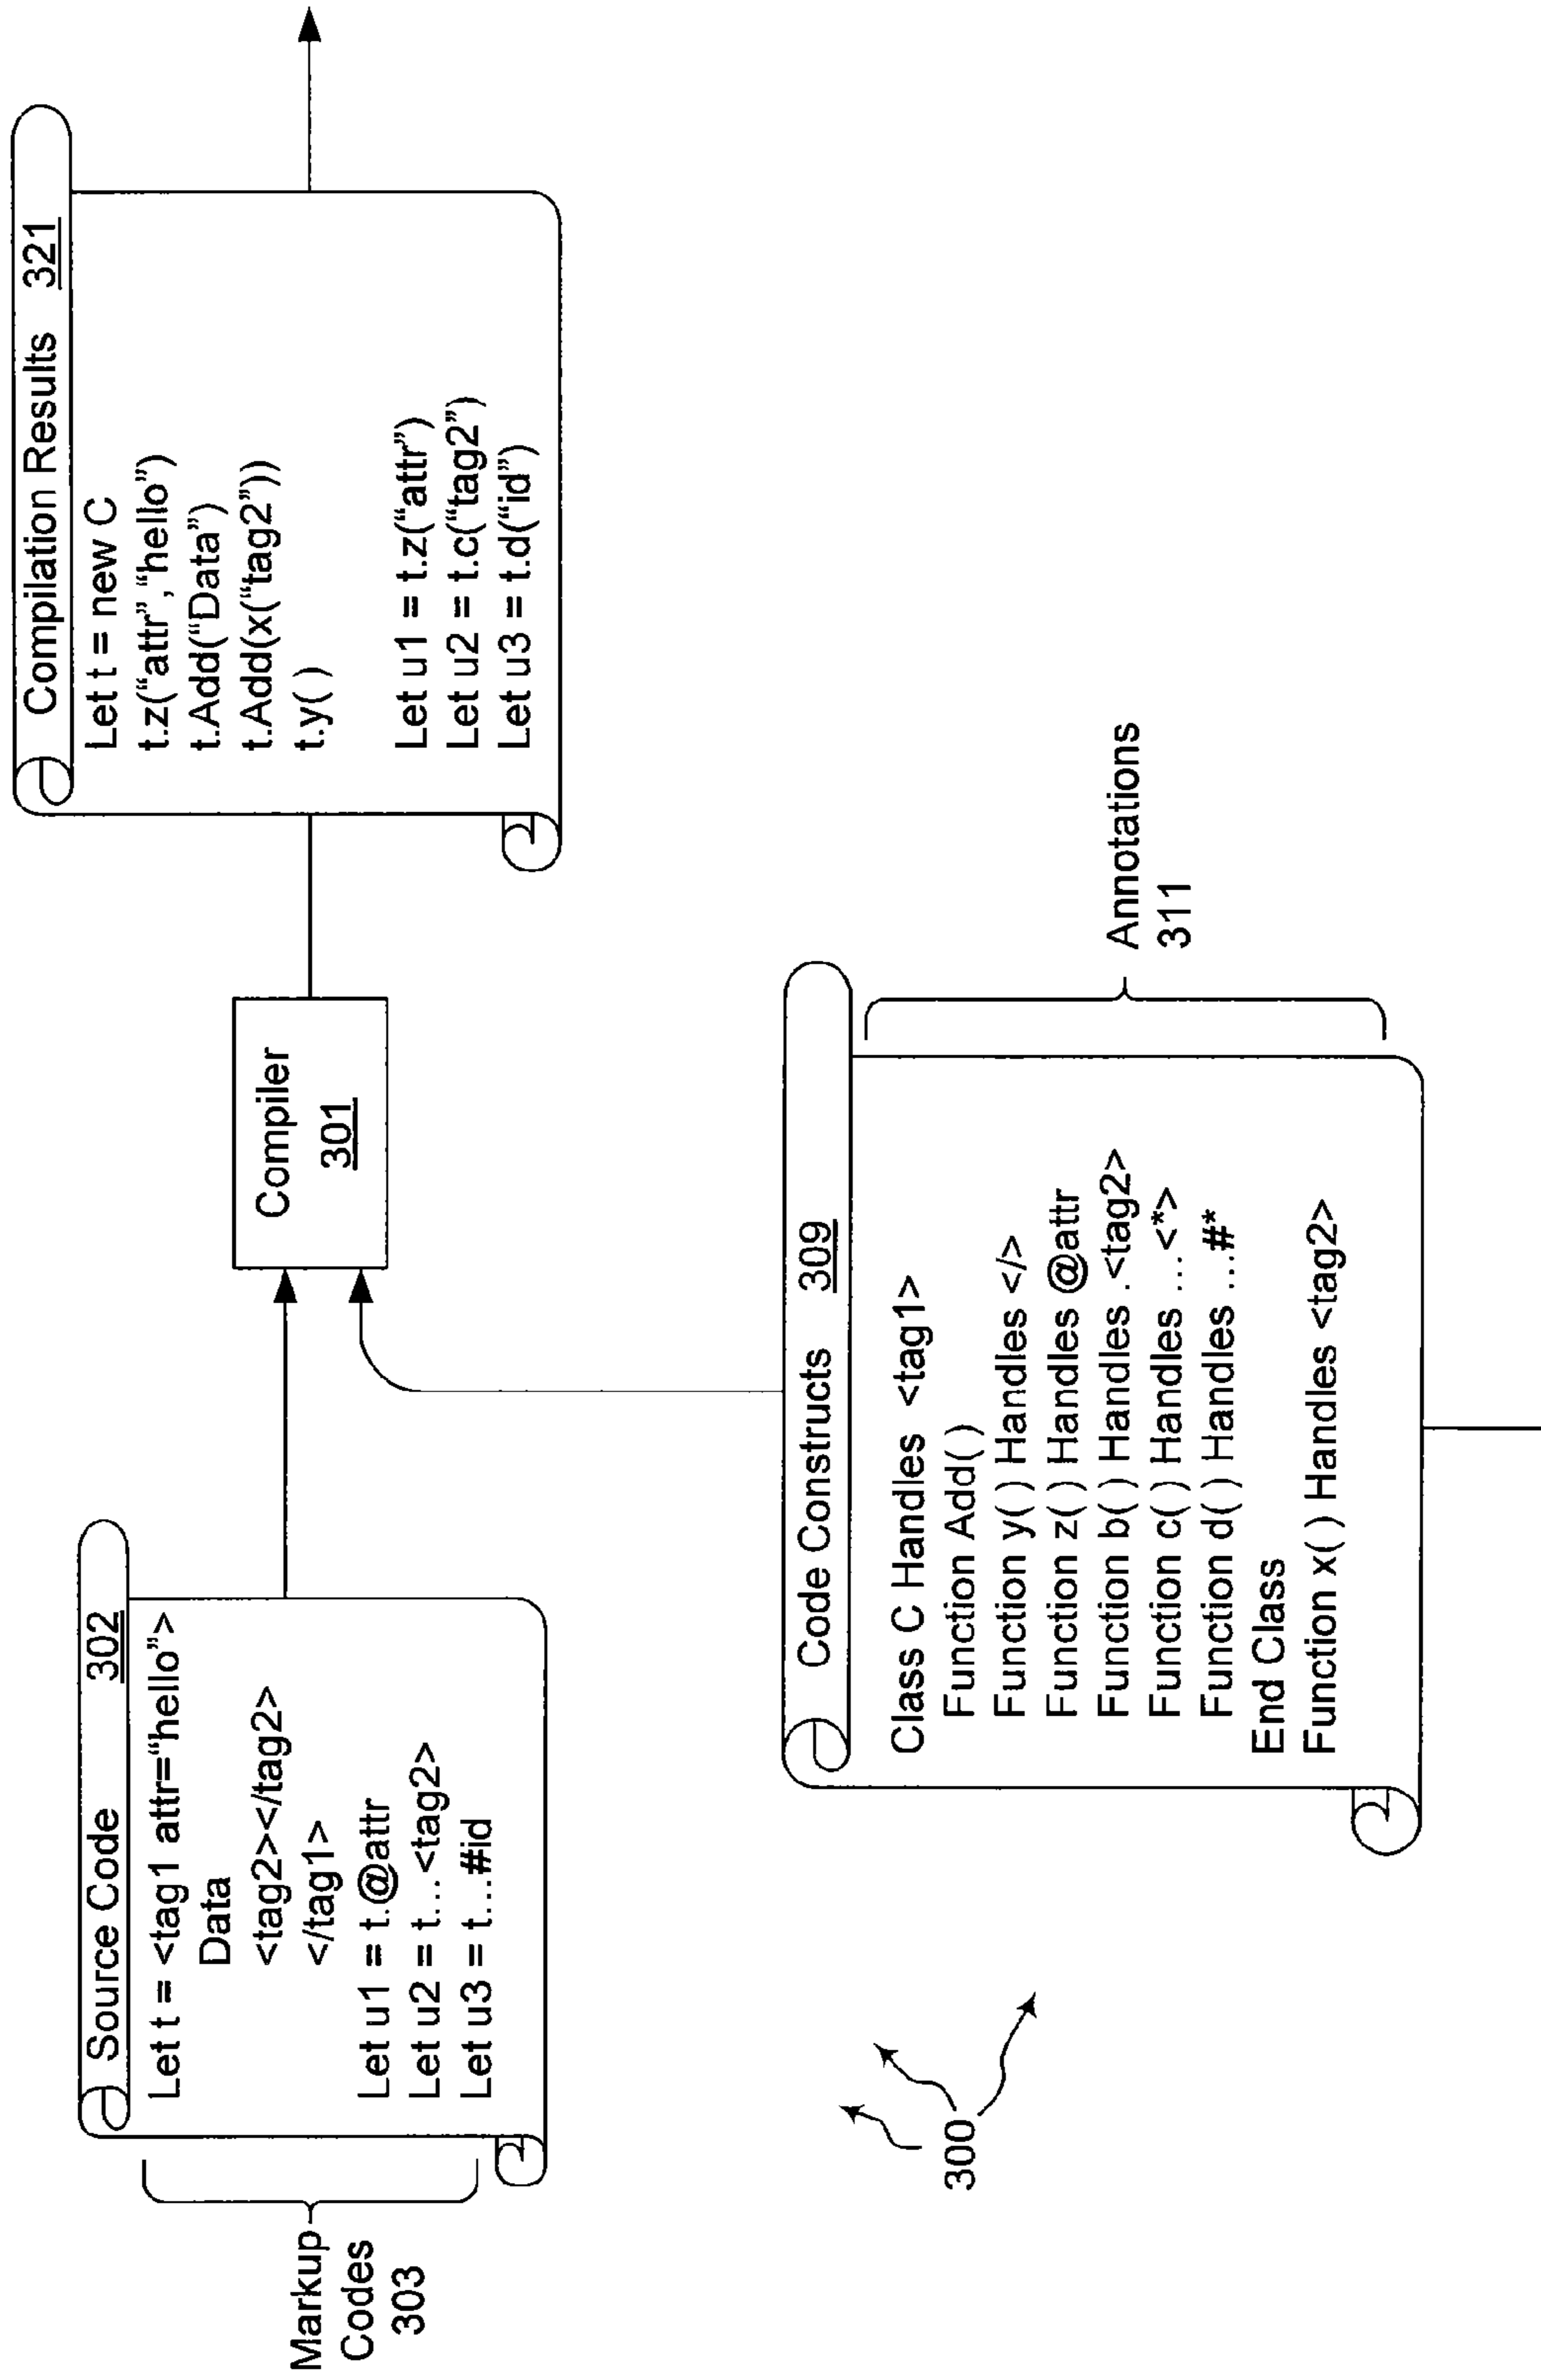 Markup
Codes
303
Source Code 302
Let t = <tag1 attr=“hello”>
Data
<tag2></tag2>
</tag1>
Let u1 = t.@attr
Let u2 = t...<tag2>
Let u3 = t...#id
Compiler
301
Compilation Results 321
Let t = new C
t.z(“attr”,“hello”)
t.Add(“Data”)
t.Add(x(“tag2”))
t.y( )
Let u1 = t.z(“attr”)
Let u2 = t.c(“tag2”)
Let u3 = t.d(“id”)
300
Code Constructs 309
Class C Handles <tag1>
Function Add( )
Function y( ) Handles </>
Function z( ) Handles @attr
Function b( ) Handles .<tag2>
Function c( ) Handles ...<*>
Function d( ) Handles ...#*
End Class
Function x( ) Handles <tag2>
Annotations
311